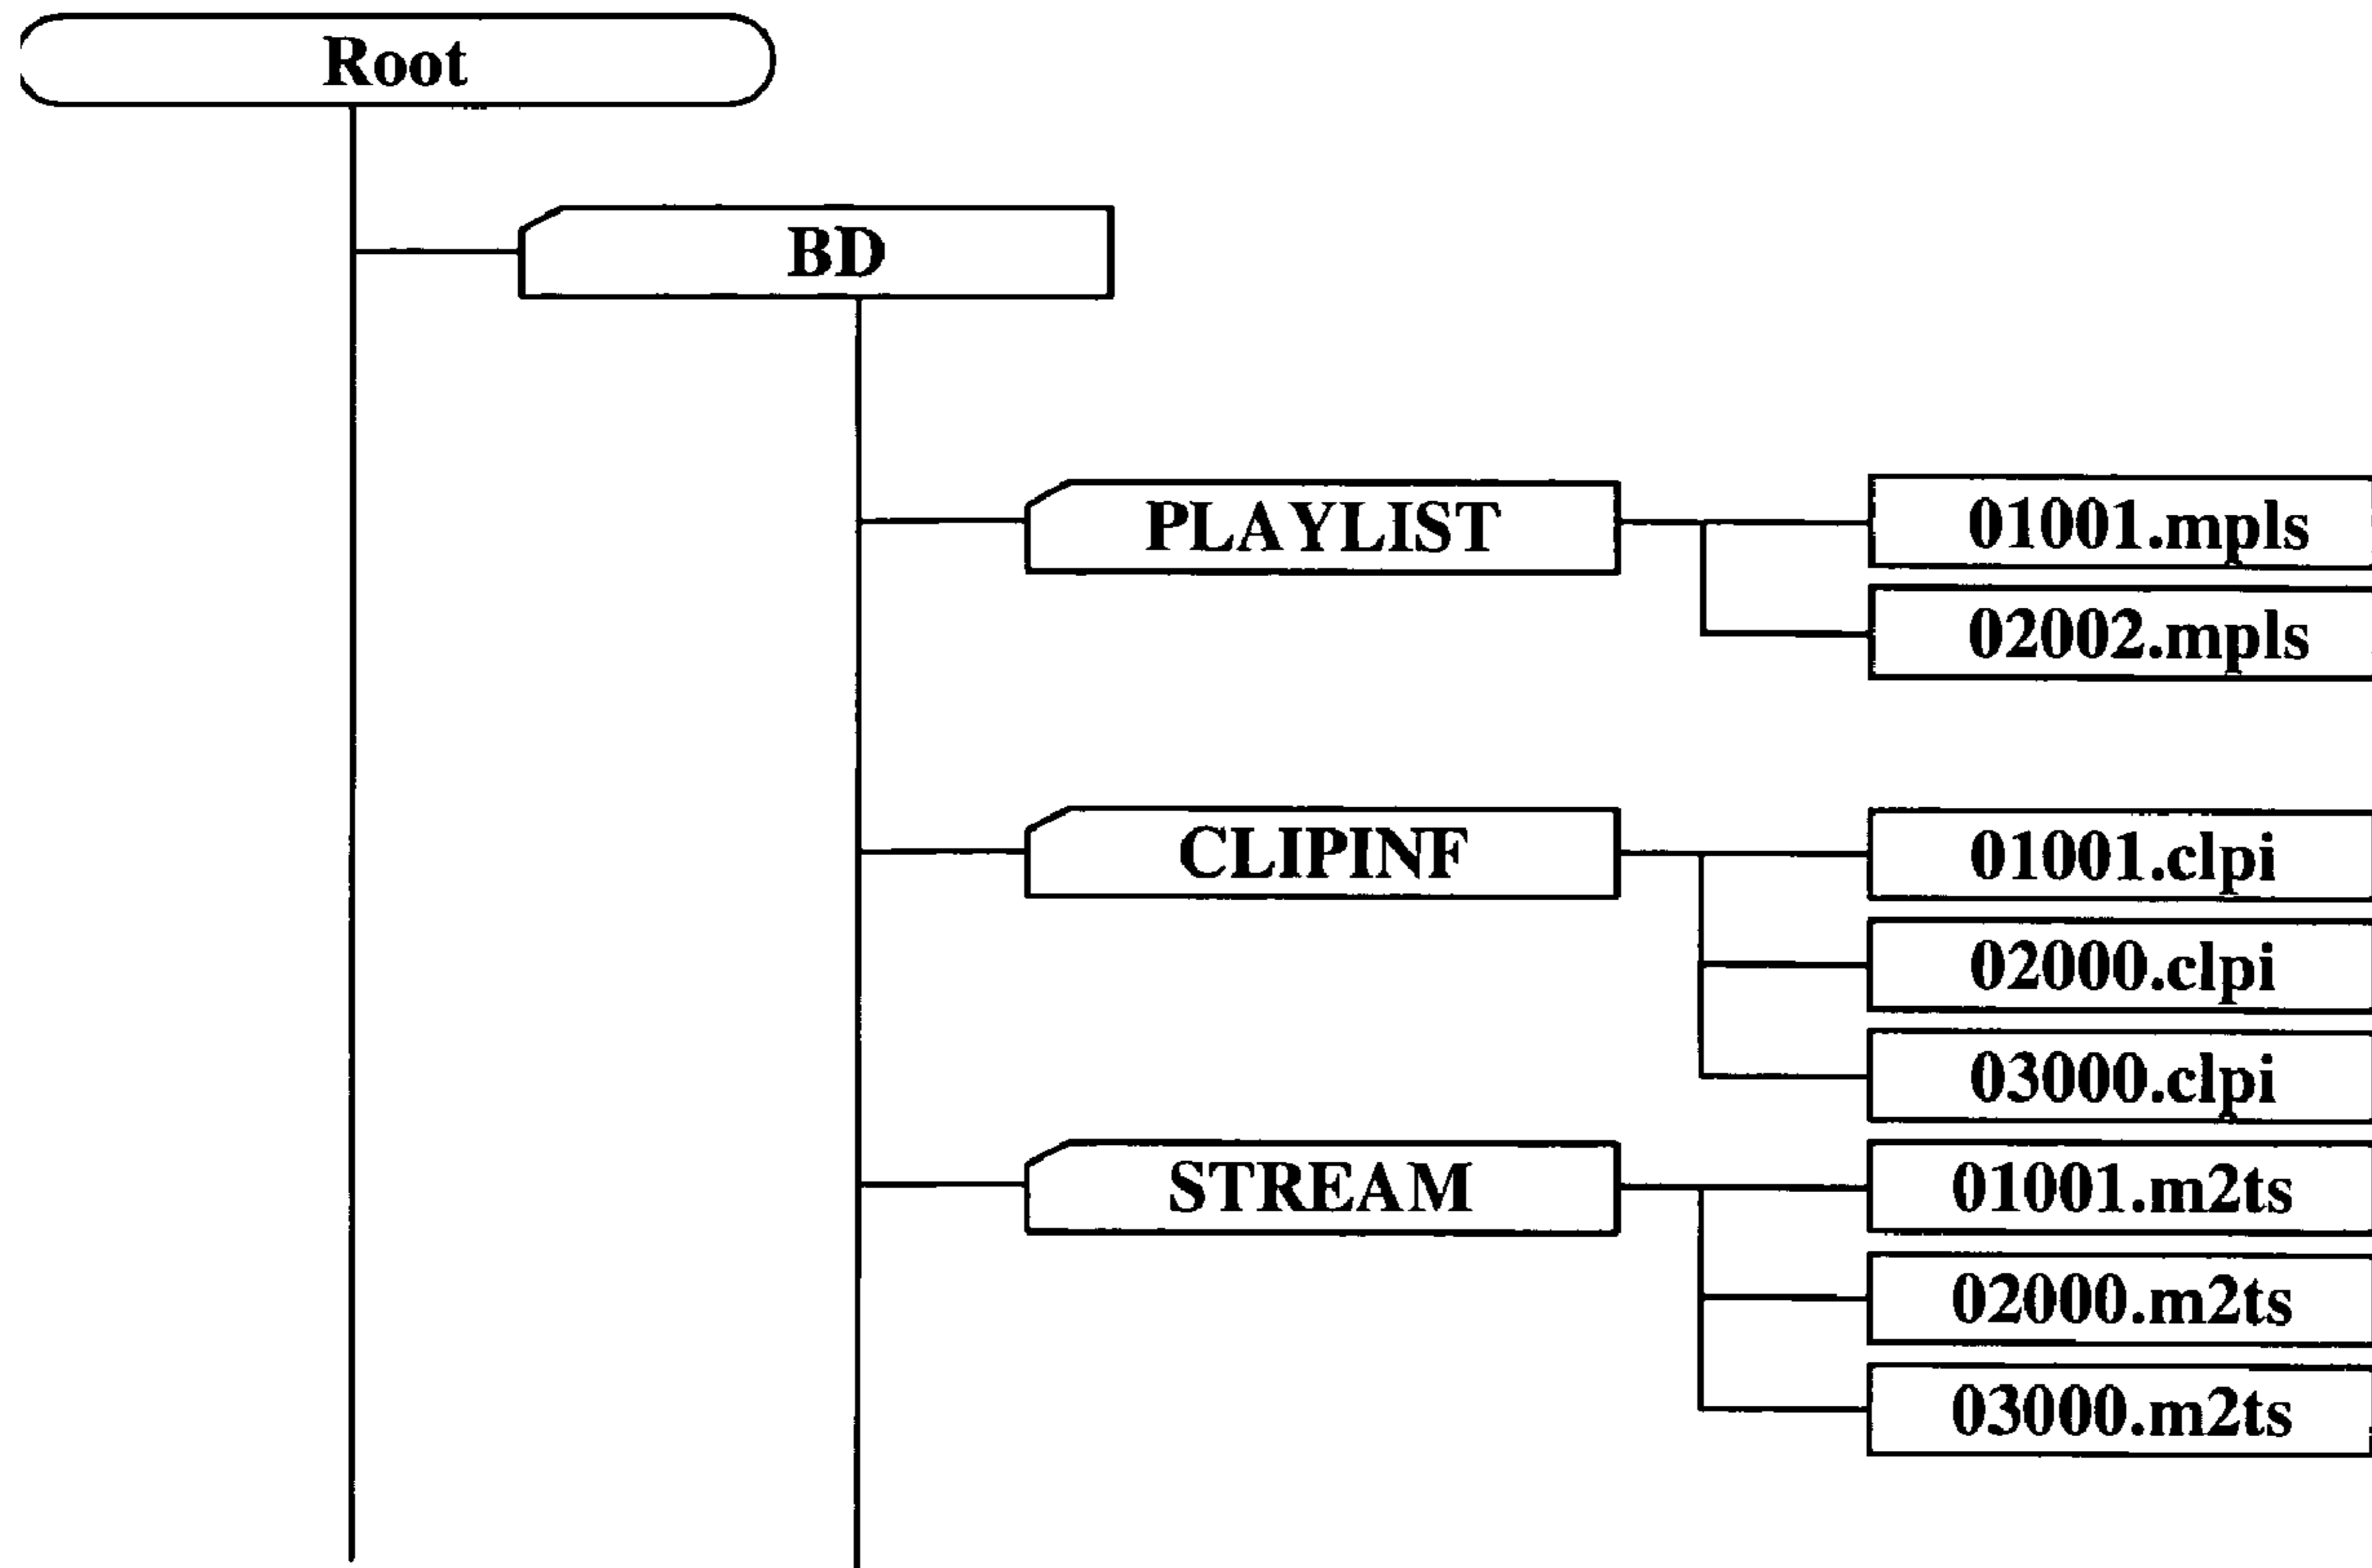 Root
BD
PLAYLIST
01001.mpls
02002.mpls
CLIPINF
01001.clpi
02000.clpi
03000.clpi
STREAM
01001.m2ts
02000.m2ts
03000.m2ts